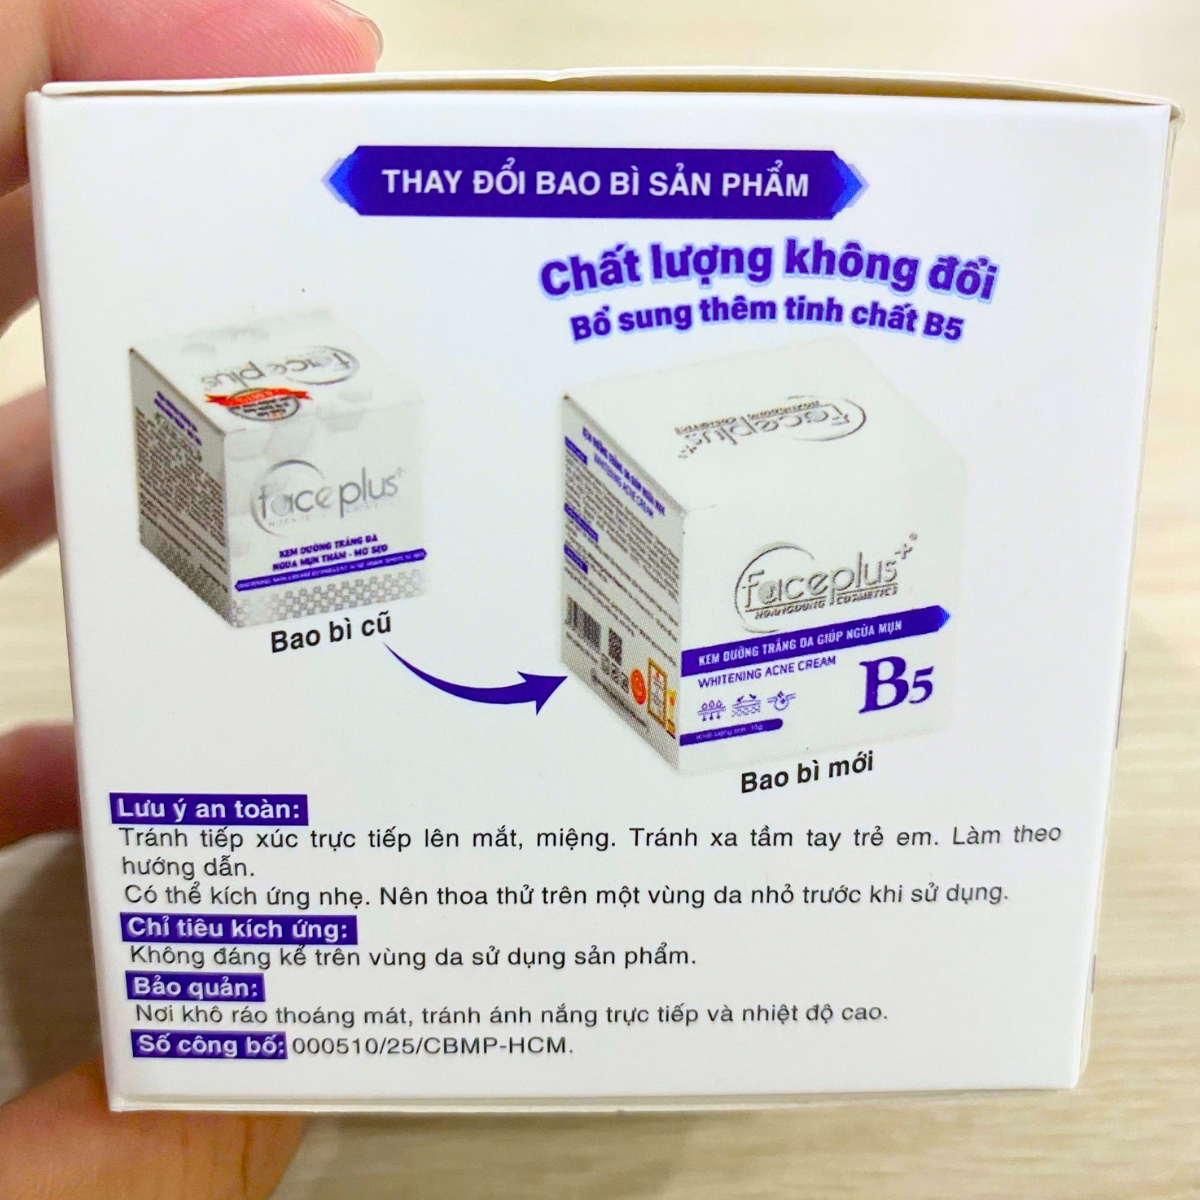 THAY ĐỔI BAO BÌ SẢN PHẨM
Chất lượng không đổi
Bổ sung thêm tinh chất B5
faceplus
faceplus+
KEM DƯỠNG TRẮNG DA
NGỪA MỤN THÂM - MỜ SẸO
Bao bì cũ
faceplus
WHITENING ACNE CREAM
faceplus+
HOANGDUNG COSMETICS
KEM DƯỠNG TRẮNG DA GIÚP NGỪA MỤN
WHITENING ACNE CREAM
B5
Bao bì mới
Lưu ý an toàn:
Tránh tiếp xúc trực tiếp lên mắt, miệng. Tránh xa tầm tay trẻ em. Làm theo
hướng dẫn.
Có thể kích ứng nhẹ. Nên thoa thử trên một vùng da nhỏ trước khi sử dụng.
Chỉ tiêu kích ứng:
Không đáng kể trên vùng da sử dụng sản phẩm.
Bảo quản:
Nơi khô ráo thoáng mát, tránh ánh nắng trực tiếp và nhiệt độ cao.
Số công bố: 000510/25/CBMP-HCM.